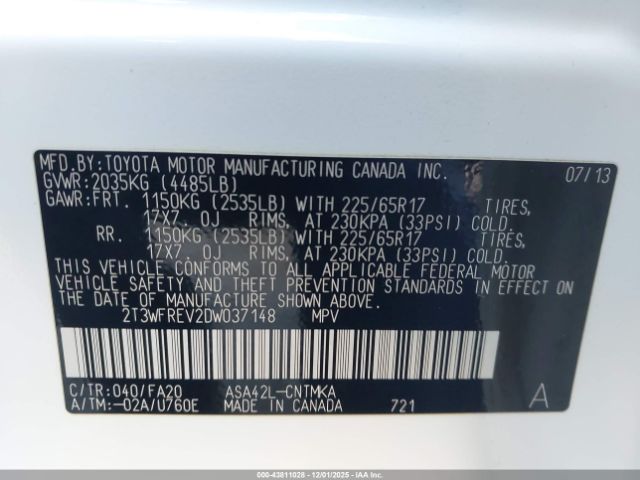 MFD. BY: TOYOTA MOTOR MANUFACTURING CANADA INC. 07/13
GVWR: 2035KG (4485LB)
GAWR: FRT. 1150KG (2535LB) WITH 225/65R17 TIRES,
17X7 0J RIMS, AT 230KPA (33PSI) COLD.
RR. 1150KG (2535LB) WITH 225/65R17 TIRES,
17X7 0J RIMS, AT 230KPA (33PSI) COLD.
THIS VEHICLE CONFORMS TO ALL APPLICABLE FEDERAL MOTOR
VEHICLE SAFETY AND THEFT PREVENTION STANDARDS IN EFFECT ON THE
DATE OF MANUFACTURE SHOWN ABOVE.
2T3WFREV2DW037148 MPV
C/TR: 040/FA20 ASA42L-CNTMKA A
A/TM: -02A/U760E MADE IN CANADA 721
000-43811028 - 12/01/2025 - IAA Inc.